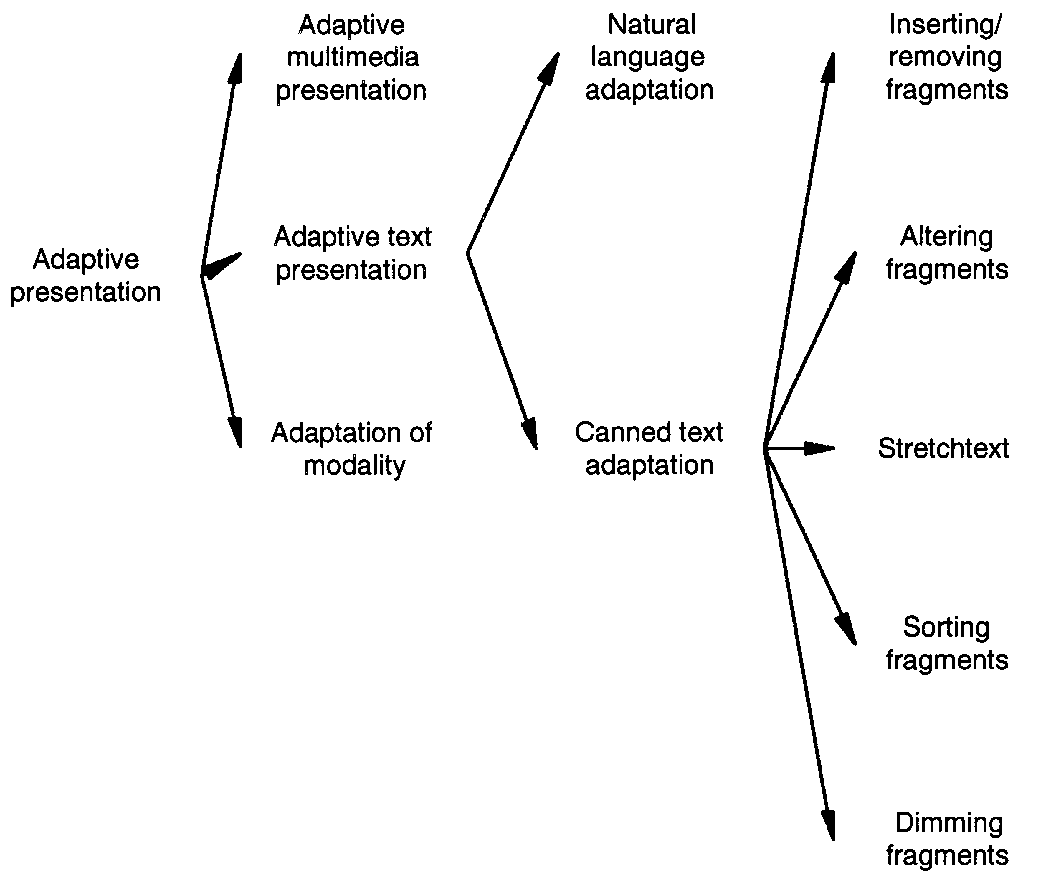 Adaptive
presentation
Adaptive
multimedia
presentation
Adaptive text
presentation
Adaptation of
modality
Natural
language
adaptation
Canned text
adaptation
Inserting/
removing
fragments
Altering
fragments
Stretchtext
Sorting
fragments
Dimming
fragments